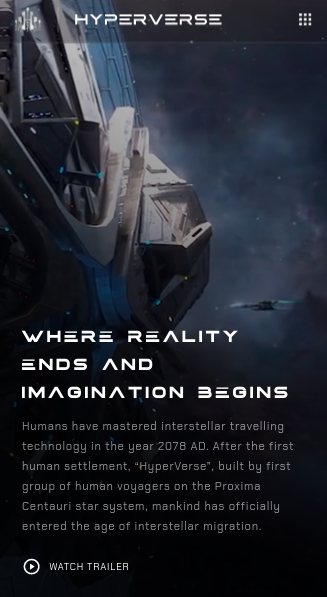 HYPERVERSE
WHERE REALITY
ENDS AND
IMAGINATION BEGINS
Humans have mastered interstellar travelling
technology in the year 2078 AD. After the first
human settlement, “HyperVerse”, built by first
group of human voyagers on the Proxima
Centauri star system, mankind has officially
entered the age of interstellar migration.
WATCH TRAILER